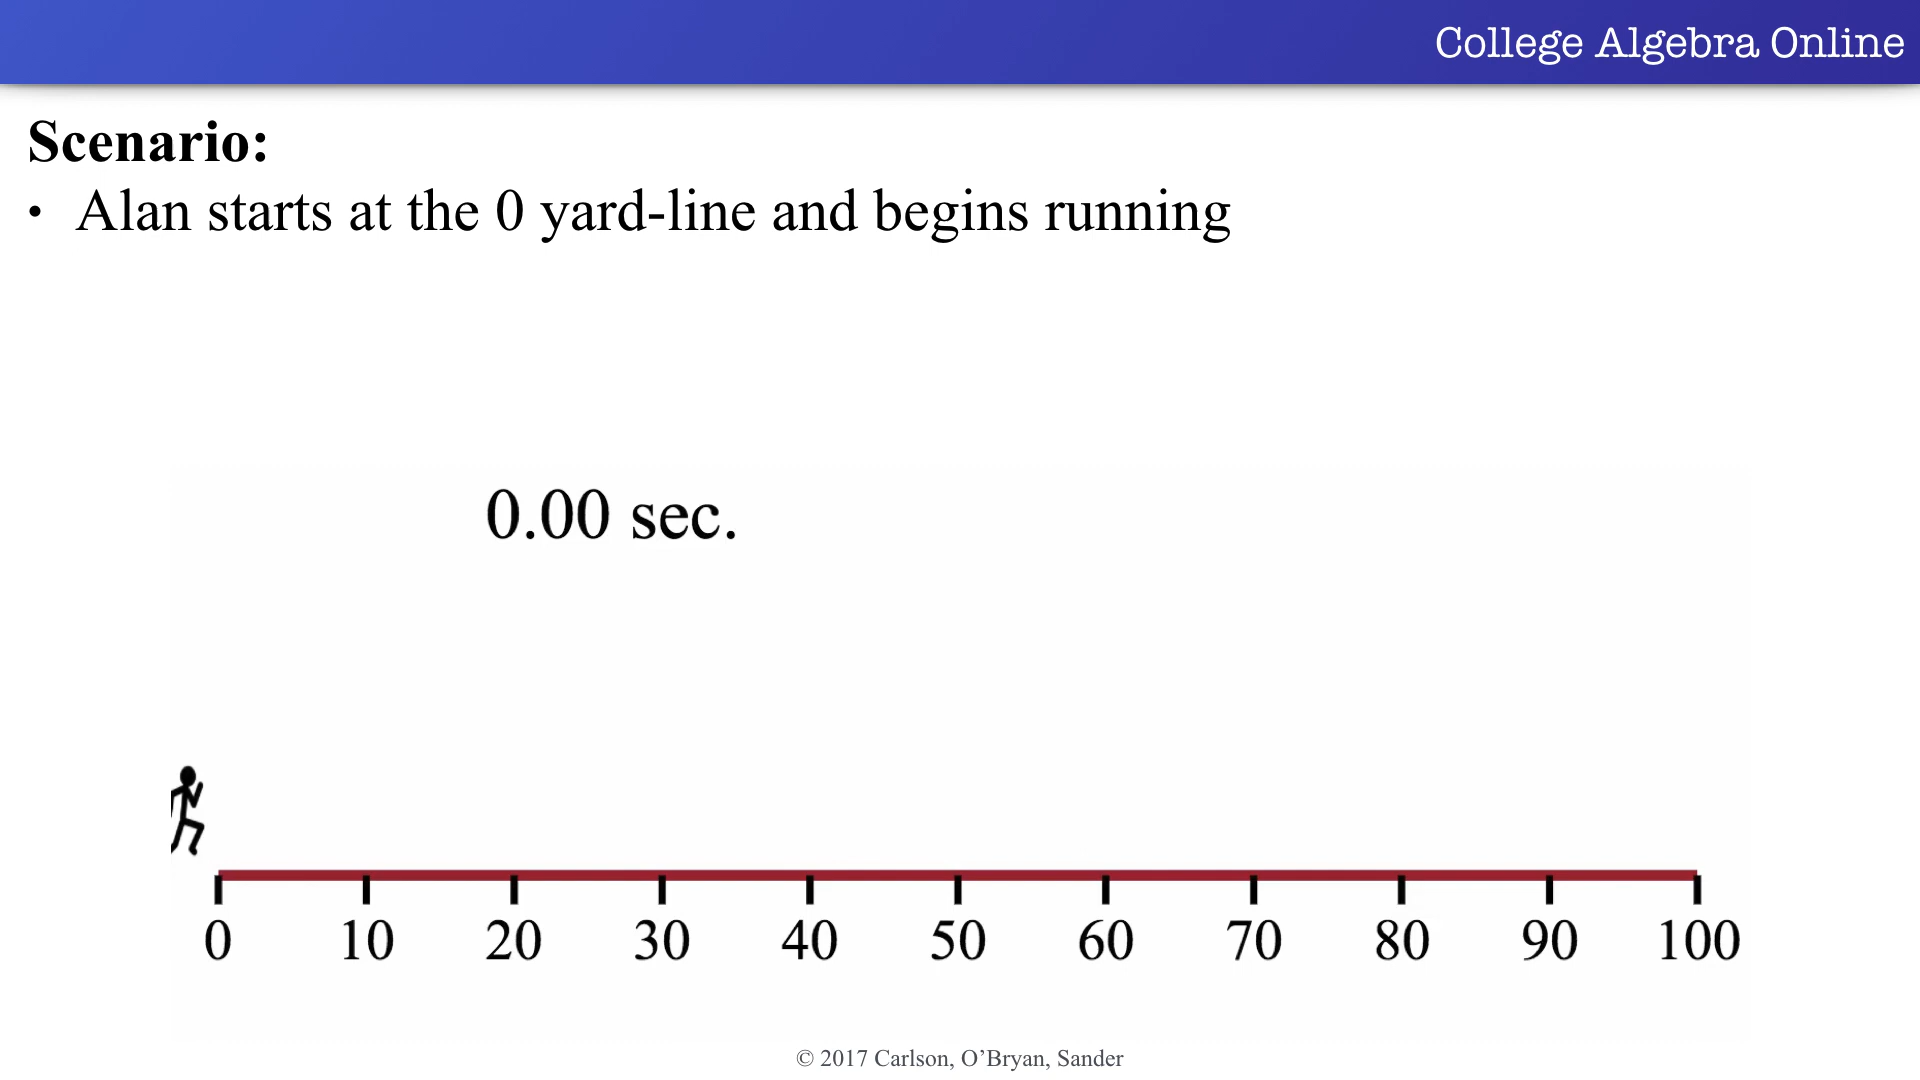 College Algebra Online
Scenario:
• Alan starts at the 0 yard-line and begins running
0.00 sec.
0 10 20 30 40 50 60 70 80 90 100
© 2017 Carlson, O’Bryan, Sander